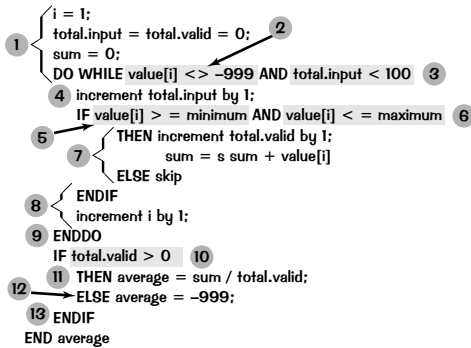 i = 1;
2
total.input = total.valid = 0;
1
sum = 0;
DO WHILE value[i] <> –999 AND total.input < 100 3
4 increment total.input by 1;
IF value[i] > = minimum AND value[i] < = maximum 6
5
THEN increment total.valid by 1;
7
sum = s sum + value[i]
ELSE skip
8
ENDIF
increment i by 1;
9 ENDDO
IF total.valid > 0 10
11 THEN average = sum / total.valid;
12 ELSE average = –999;
13 ENDIF
END average